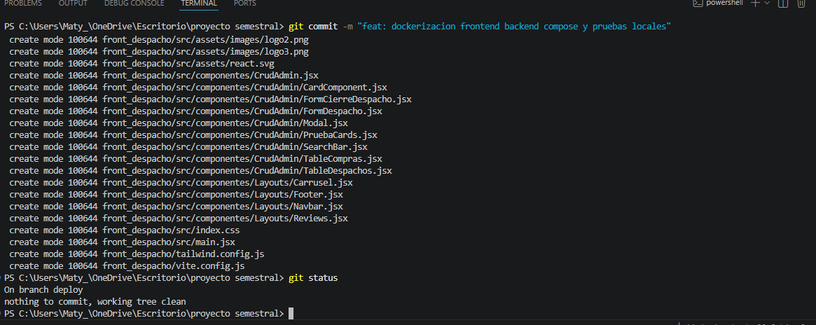 PROBLEMS OUTPUT DEBUG CONSOLE TERMINAL PORTS powershell
PS C:\Users\Maty_\OneDrive\Escritorio\proyecto semestral> git commit -m "feat: dockerizacion frontend backend compose y pruebas locales"
create mode 100644 front_despacho/src/assets/images/logo2.png
create mode 100644 front_despacho/src/assets/images/logo3.png
create mode 100644 front_despacho/src/assets/react.svg
create mode 100644 front_despacho/src/componentes/CrudAdmin.jsx
create mode 100644 front_despacho/src/componentes/CrudAdmin/CardComponent.jsx
create mode 100644 front_despacho/src/componentes/CrudAdmin/FormCierreDespacho.jsx
create mode 100644 front_despacho/src/componentes/CrudAdmin/FormDespacho.jsx
create mode 100644 front_despacho/src/componentes/CrudAdmin/Modal.jsx
create mode 100644 front_despacho/src/componentes/CrudAdmin/PruebaCards.jsx
create mode 100644 front_despacho/src/componentes/CrudAdmin/SearchBar.jsx
create mode 100644 front_despacho/src/componentes/CrudAdmin/TableCompras.jsx
create mode 100644 front_despacho/src/componentes/CrudAdmin/TableDespachos.jsx
create mode 100644 front_despacho/src/componentes/Layouts/Carrusel.jsx
create mode 100644 front_despacho/src/componentes/Layouts/Footer.jsx
create mode 100644 front_despacho/src/componentes/Layouts/Navbar.jsx
create mode 100644 front_despacho/src/componentes/Layouts/Reviews.jsx
create mode 100644 front_despacho/src/index.css
create mode 100644 front_despacho/src/main.jsx
create mode 100644 front_despacho/tailwind.config.js
create mode 100644 front_despacho/vite.config.js
PS C:\Users\Maty_\OneDrive\Escritorio\proyecto semestral> git status
On branch deploy
nothing to commit, working tree clean
PS C:\Users\Maty_\OneDrive\Escritorio\proyecto semestral>